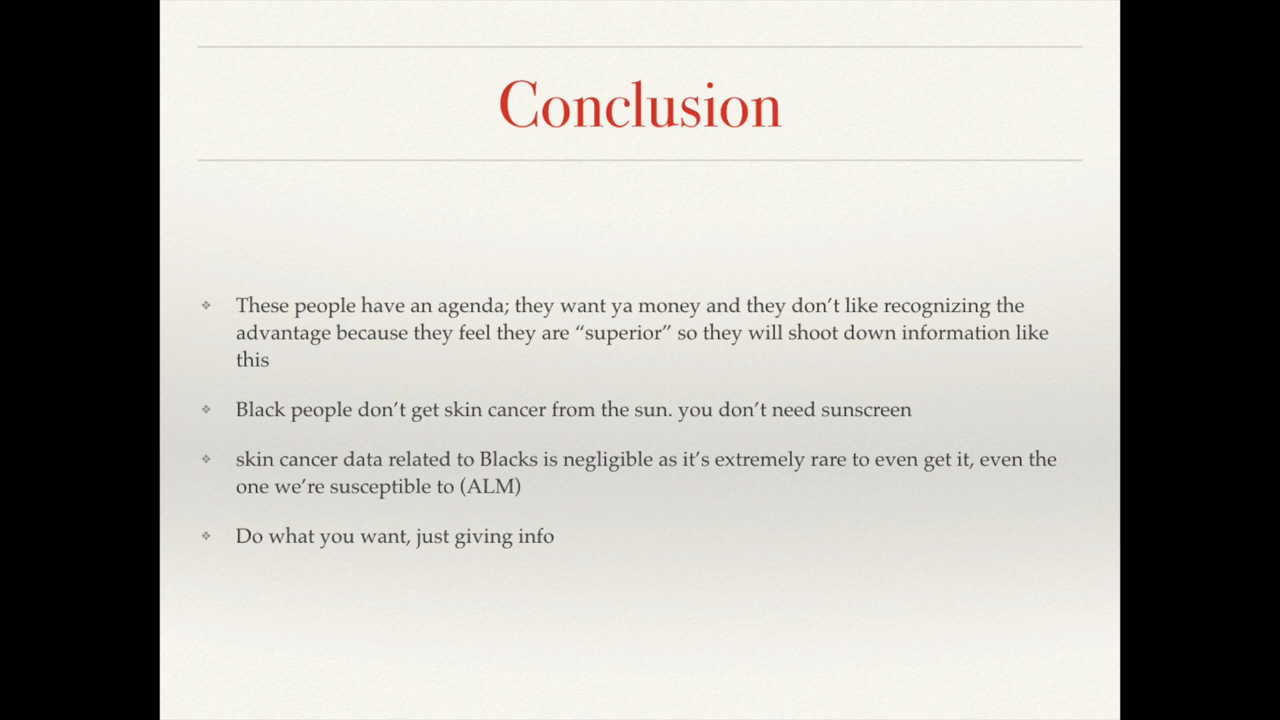 Conclusion
These people have an agenda; they want ya money and they don’t like recognizing the
advantage because they feel they are “superior” so they will shoot down information like
this
Black people don’t get skin cancer from the sun. you don’t need sunscreen
skin cancer data related to Blacks is negligible as it’s extremely rare to even get it, even the
one we’re susceptible to (ALM)
Do what you want, just giving info